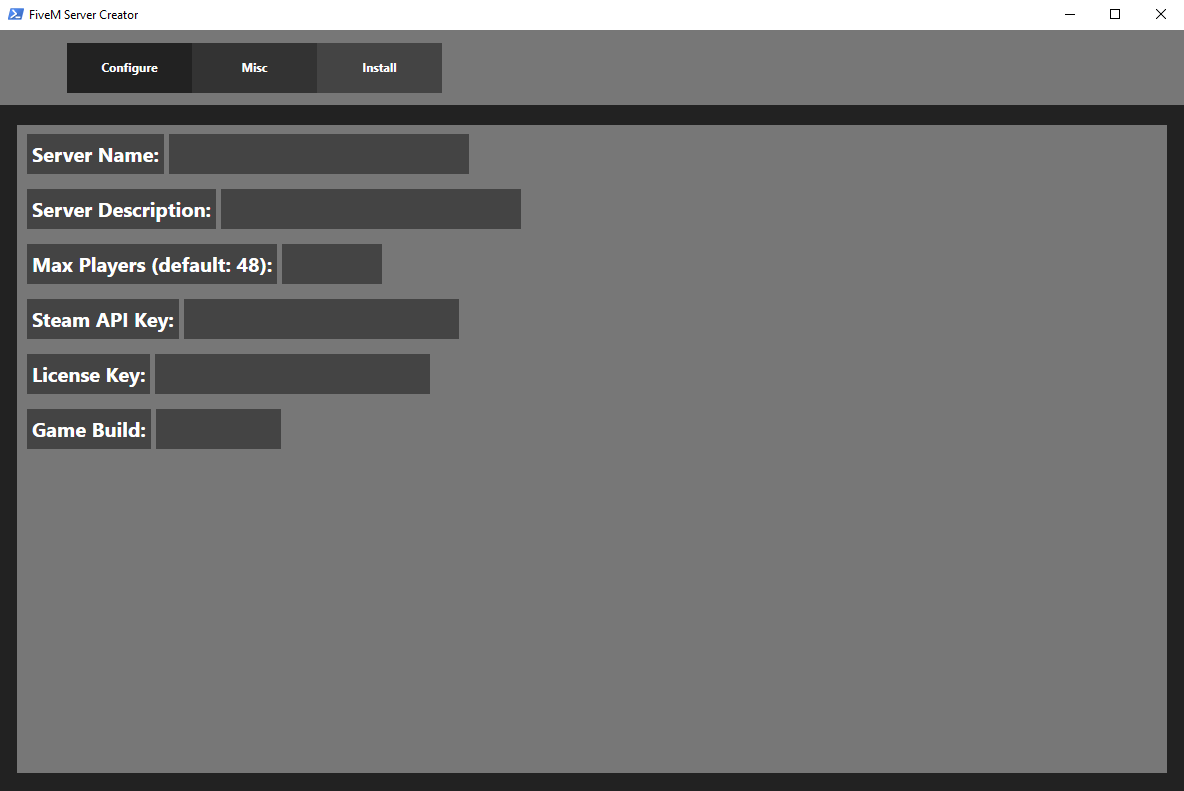 FiveM Server Creator
Configure Misc Install
Server Name:
Server Description:
Max Players (default: 48):
Steam API Key:
License Key:
Game Build: